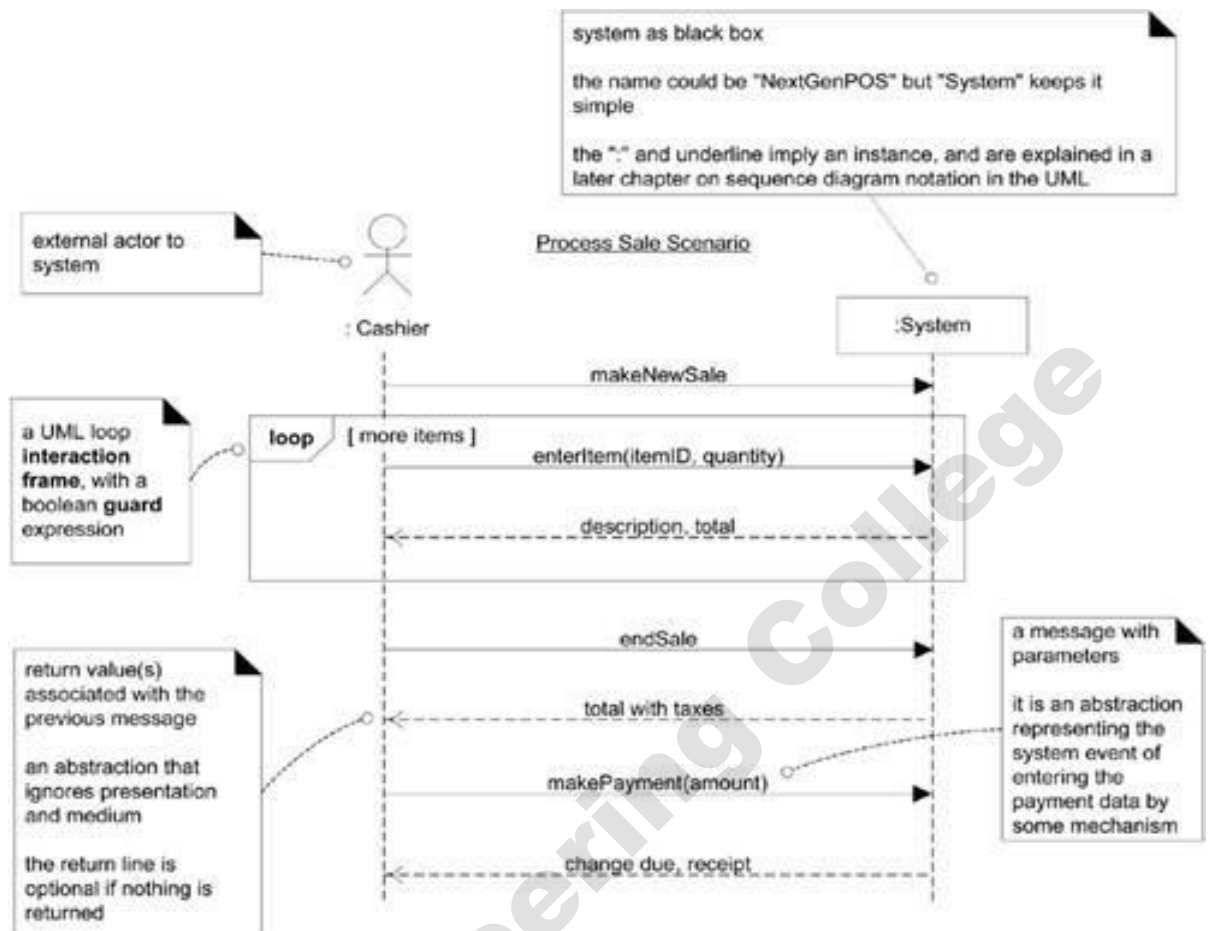 system as black box
the name could be "NextGenPOS" but "System" keeps it
simple
the ":" and underline imply an instance, and are explained in a
later chapter on sequence diagram notation in the UML
external actor to
system
Process Sale Scenario
: Cashier
:System
makeNewSale
a UML loop
interaction
frame, with a
boolean guard
expression
loop [ more items ]
enterItem(itemID, quantity)
description, total
endSale
return value(s)
associated with the
previous message
an abstraction that
ignores presentation
and medium
the return line is
optional if nothing is
returned
total with taxes
makePayment(amount)
change due, receipt
a message with
parameters
it is an abstraction
representing the
system event of
entering the
payment data by
some mechanism
ering College